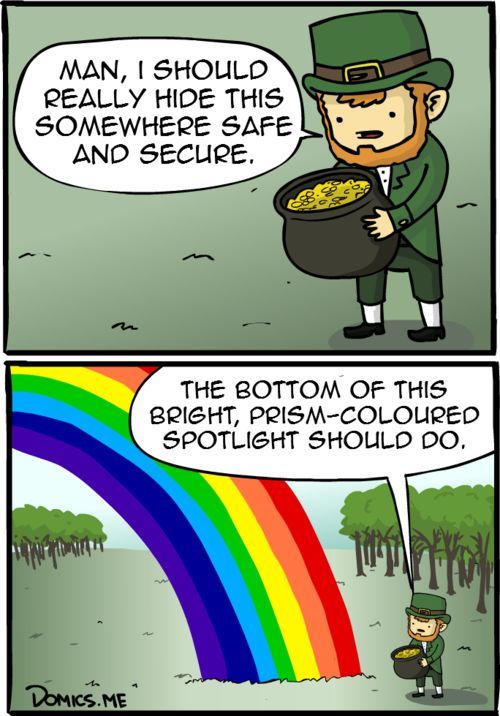 MAN, I SHOULD
REALLY HIDE THIS
SOMEWHERE SAFE
AND SECURE.
THE BOTTOM OF THIS
BRIGHT, PRISM-COLOURED
SPOTLIGHT SHOULD DO.
DOMICS.ME